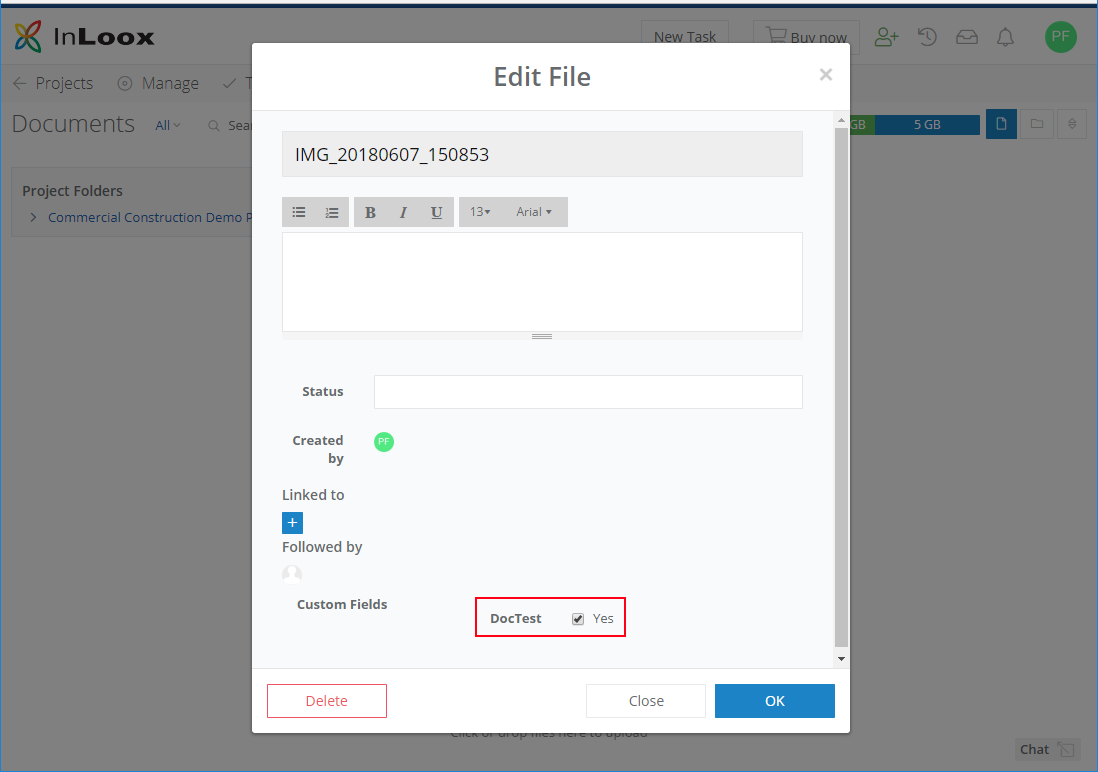 InLoox
New Task
Buy now
PF
Projects
Manage
Documents
All
GB
5 GB
Project Folders
Commercial Construction Demo
Edit File
×
IMG_20180607_150853
B I U 13 Arial
Status
Created by
PF
Linked to
+
Followed by
Custom Fields
DocTest Yes
Delete
Close
OK
Click or drop files here to upload
Chat